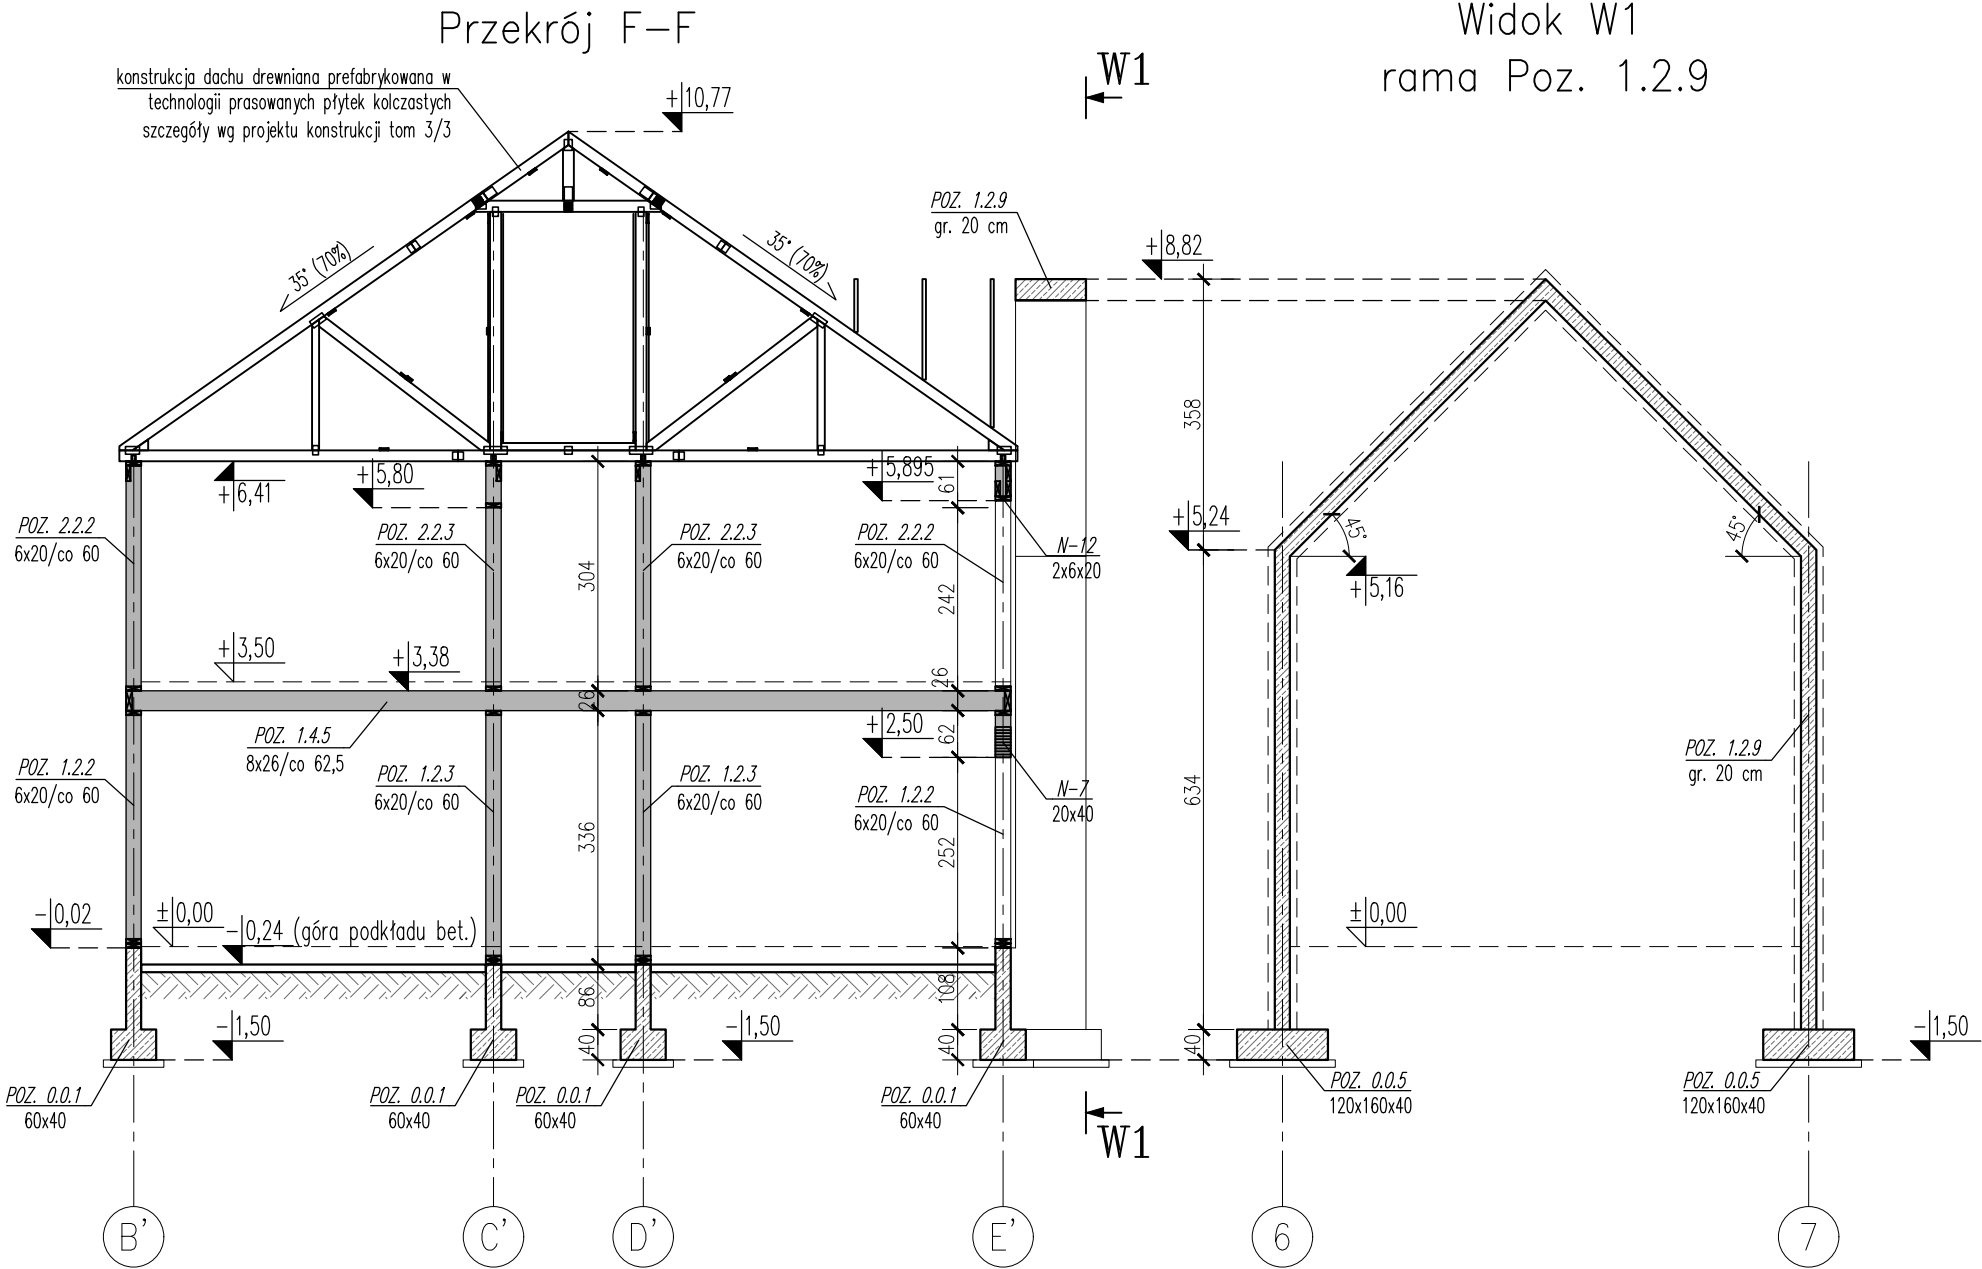 Przekrój F-F
Widok W1
rama Poz. 1.2.9
konstrukcja dachu drewniana prefabrykowana w
technologii prasowanych płytek kolczastych
szczegóły wg projektu konstrukcji tom 3/3
+10,77
W1
35° (70%)
35° (70%)
POZ. 1.2.9
gr. 20 cm
+8,82
358
+6,41
+5,80
+5,895
61
+5,24
45°
45°
+5,16
POZ. 2.2.2
6x20/co 60
POZ. 2.2.3
6x20/co 60
POZ. 2.2.3
6x20/co 60
POZ. 2.2.2
6x20/co 60
N-12
2x6x20
304
242
+3,50
+3,38
26
26
POZ. 1.4.5
8x26/co 62,5
+2,50
62
POZ. 1.2.2
6x20/co 60
POZ. 1.2.3
6x20/co 60
POZ. 1.2.3
6x20/co 60
POZ. 1.2.2
6x20/co 60
N-7
20x40
634
POZ. 1.2.9
gr. 20 cm
336
252
-0,02
±0,00
-0,24 (góra podkładu bet.)
±0,00
86
108
-1,50
-1,50
-1,50
40
40
40
POZ. 0.0.1
60x40
POZ. 0.0.1
60x40
POZ. 0.0.1
60x40
POZ. 0.0.1
60x40
POZ. 0.0.5
120x160x40
POZ. 0.0.5
120x160x40
W1
B'
C'
D'
E'
6
7